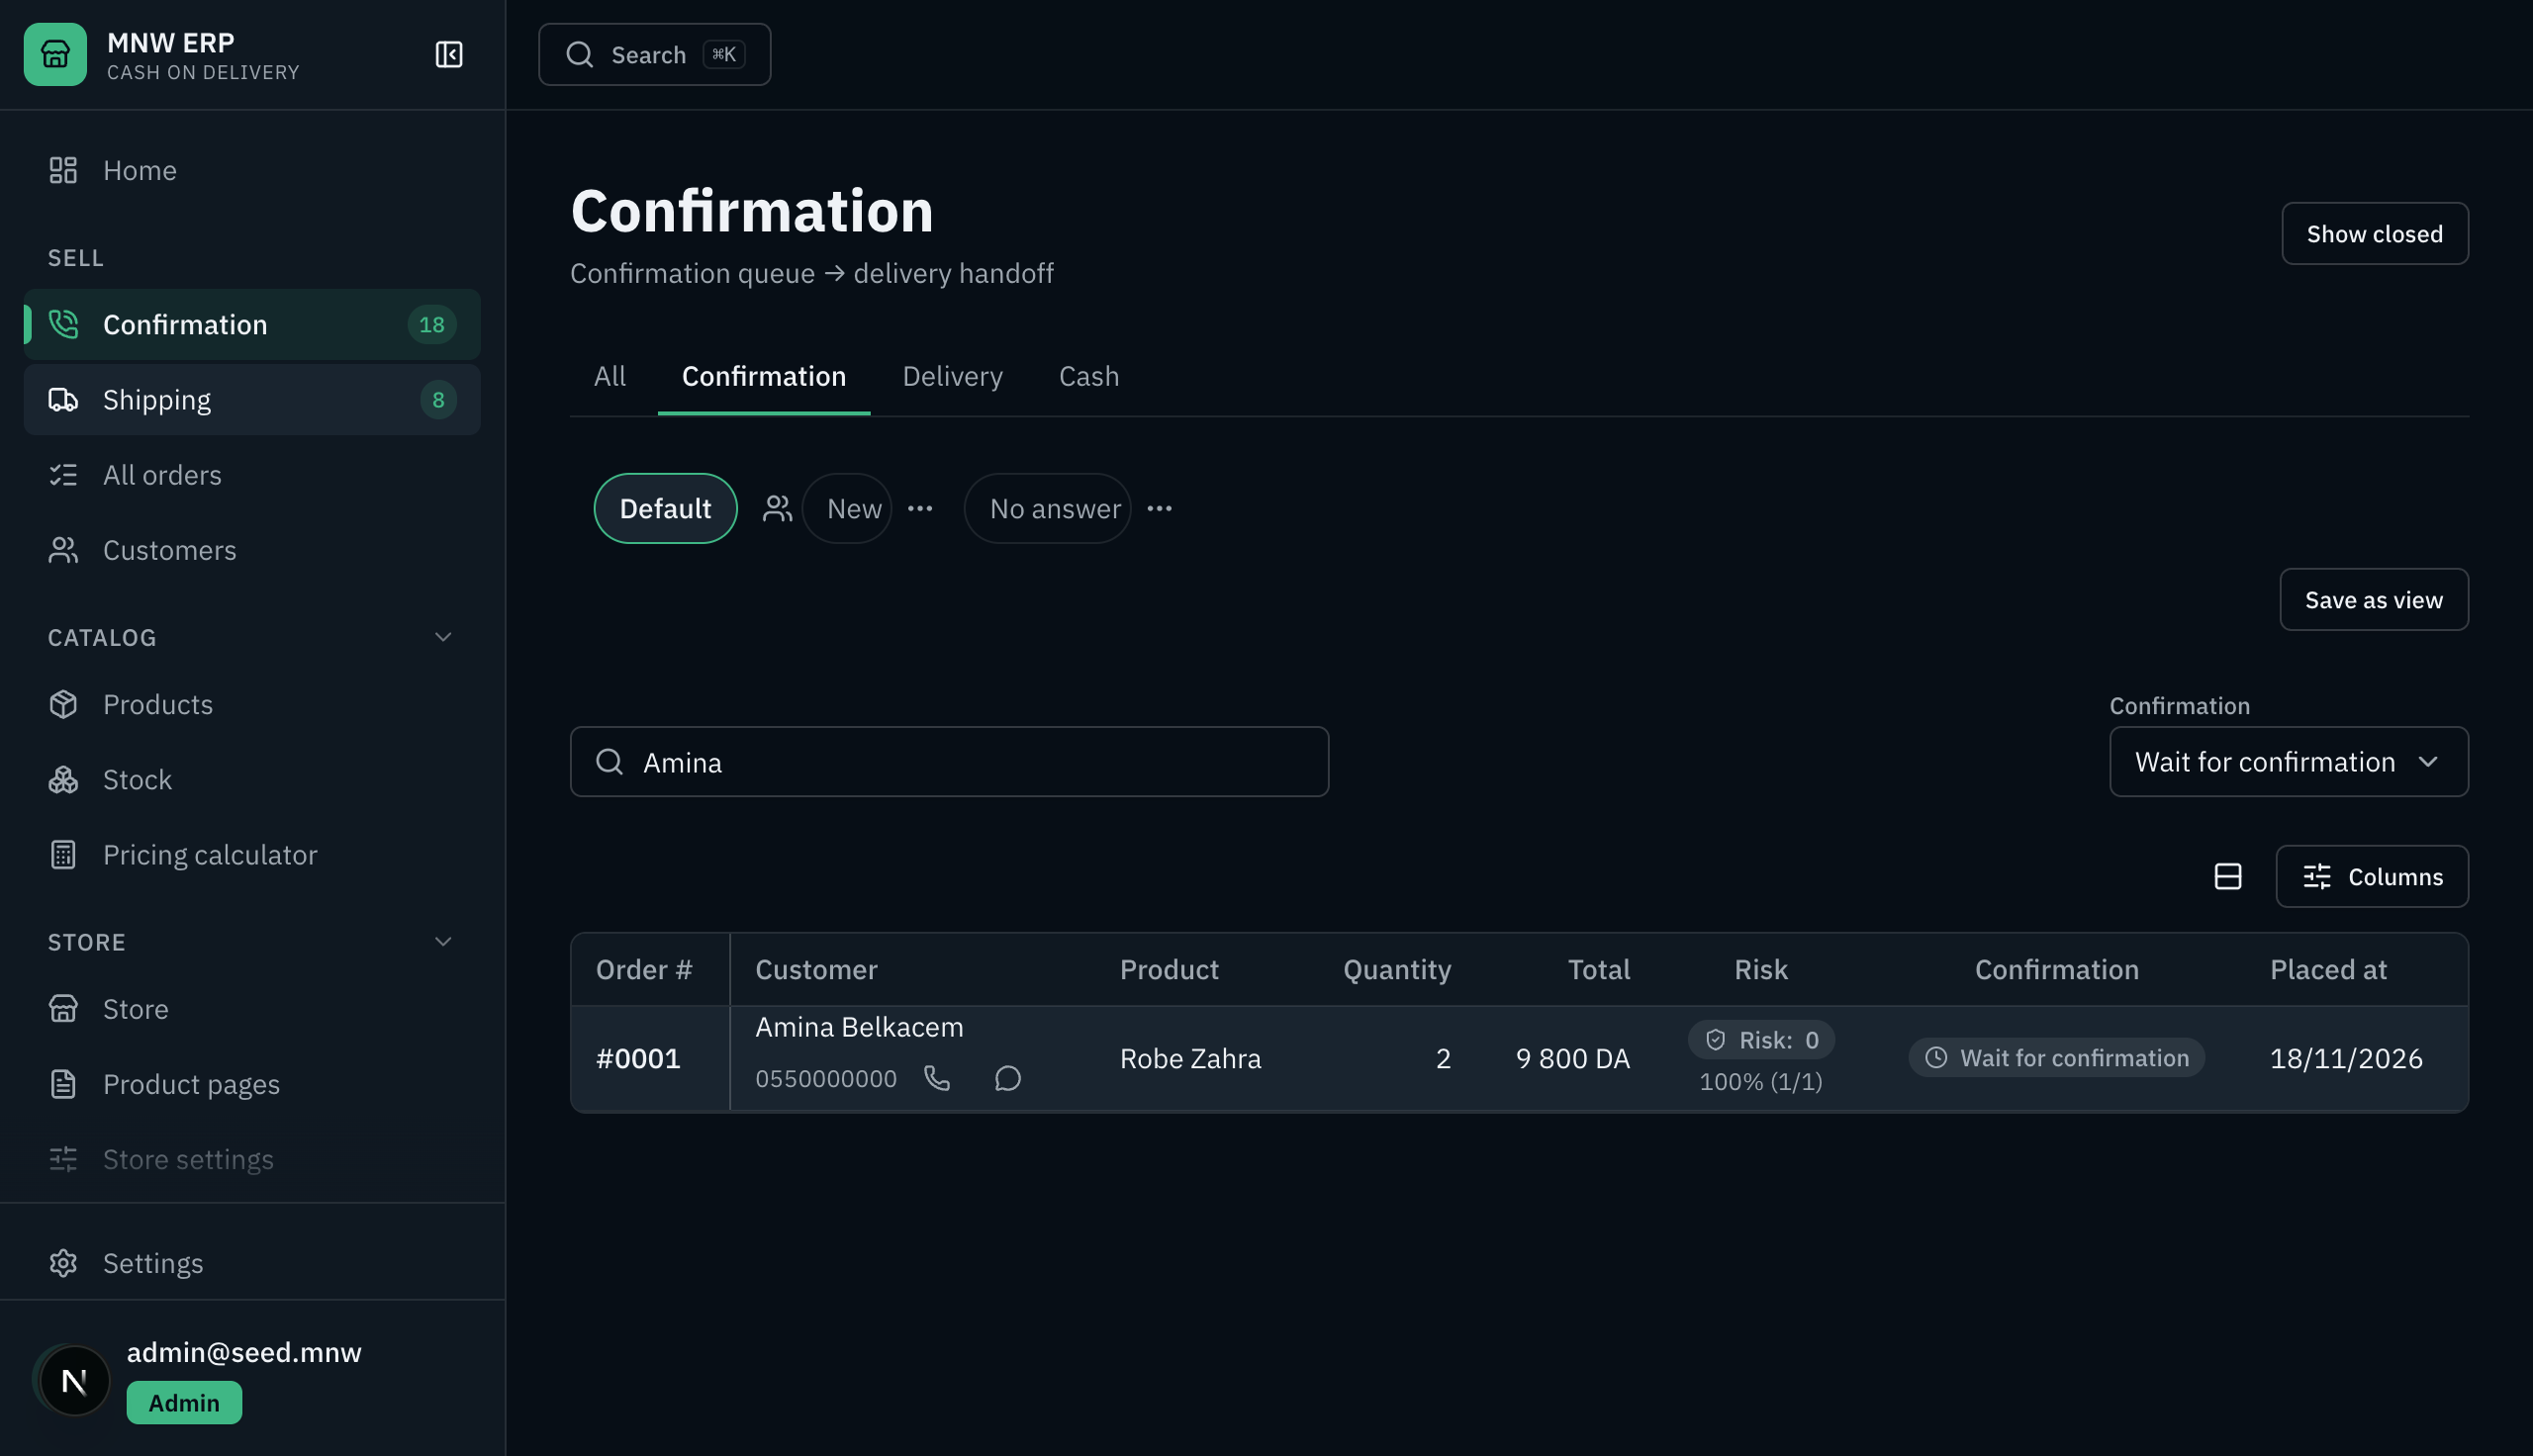 MNW ERP
CASH ON DELIVERY
Search ⌘K
Home
SELL
Confirmation 18
Shipping 8
All orders
Customers
CATALOG
Products
Stock
Pricing calculator
STORE
Store
Product pages
Store settings
Settings
N
admin@seed.mnw
Admin
Confirmation
Confirmation queue → delivery handoff
Show closed
All Confirmation Delivery Cash
Default New ··· No answer ···
Save as view
Confirmation
Amina Wait for confirmation
Columns
Order # Customer Product Quantity Total Risk Confirmation Placed at
Amina Belkacem
#0001 Robe Zahra 2 9 800 DA Risk: 0 Wait for confirmation 18/11/2026
0550000000 100% (1/1)